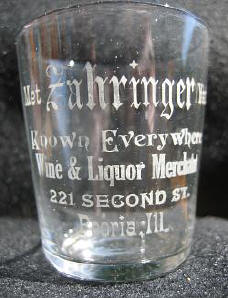 Mat Zahringer
Known Everywhere
Wine & Liquor Merchant
221 SECOND ST.
Peoria, Ill.